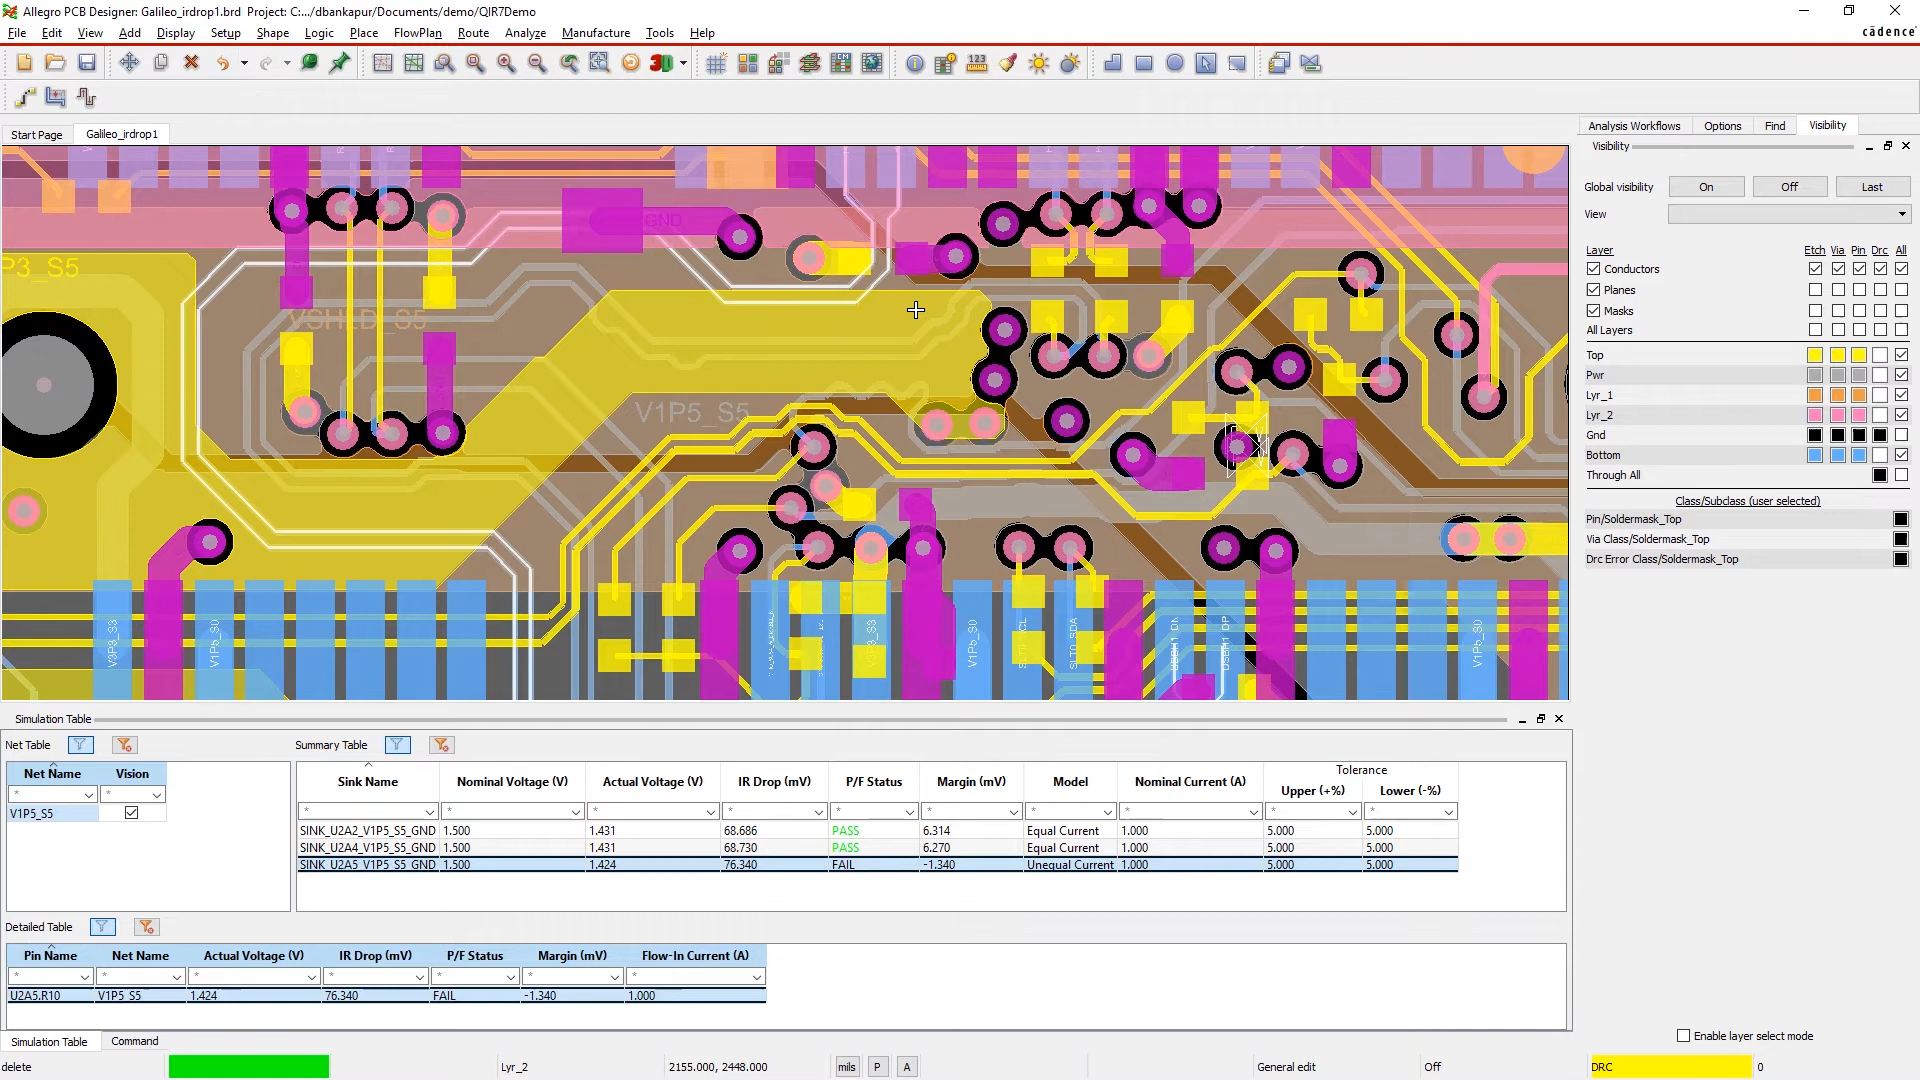 Allegro PCB Designer: Galileo_irdrop1.brd Project: C:.../dbankapur/Documents/demo/QIR7Demo
File Edit View Add Display Setup Shape Logic Place FlowPlan Route Analyze Manufacture Tools Help
cādence
3D
123
Start Page
Galileo_irdrop1
GND
P3_S5
VSHLD_S5
V1P5_S5
V3P3_S3
V1P5_S0
V1P5_S0
SLT0_SDA
USBH1_DN
USBH1_DP
V1P5_S0
Analysis Workflows Options Find Visibility
Visibility
Global visibility On Off Last
View
Layer Etch Via Pin Drc All
Conductors
Planes
Masks
All Layers
Top
Pwr
Lyr_1
Lyr_2
Gnd
Bottom
Through All
Class/Subclass (user selected)
Pin/Soldermask_Top
Via Class/Soldermask_Top
Drc Error Class/Soldermask_Top
Enable layer select mode
Simulation Table
Net Table
Net Name Vision
* *
V1P5_S5
Summary Table
Sink Name Nominal Voltage (V) Actual Voltage (V) IR Drop (mV) P/F Status Margin (mV) Model Nominal Current (A) Tolerance
Upper (+%) Lower (-%)
* * * * * * * * * *
SINK_U2A2_V1P5_S5_GND 1.500 1.431 68.686 PASS 6.314 Equal Current 1.000 5.000 5.000
SINK_U2A4_V1P5_S5_GND 1.500 1.431 68.730 PASS 6.270 Equal Current 1.000 5.000 5.000
SINK_U2A5_V1P5_S5_GND 1.500 1.424 76.340 FAIL -1.340 Unequal Current 1.000 5.000 5.000
Detailed Table
Pin Name Net Name Actual Voltage (V) IR Drop (mV) P/F Status Margin (mV) Flow-In Current (A)
* * * * * * *
U2A5.R10 V1P5_S5 1.424 76.340 FAIL -1.340 1.000
Simulation Table Command
delete Lyr_2 2155.000, 2448.000 mils P A General edit Off DRC 0